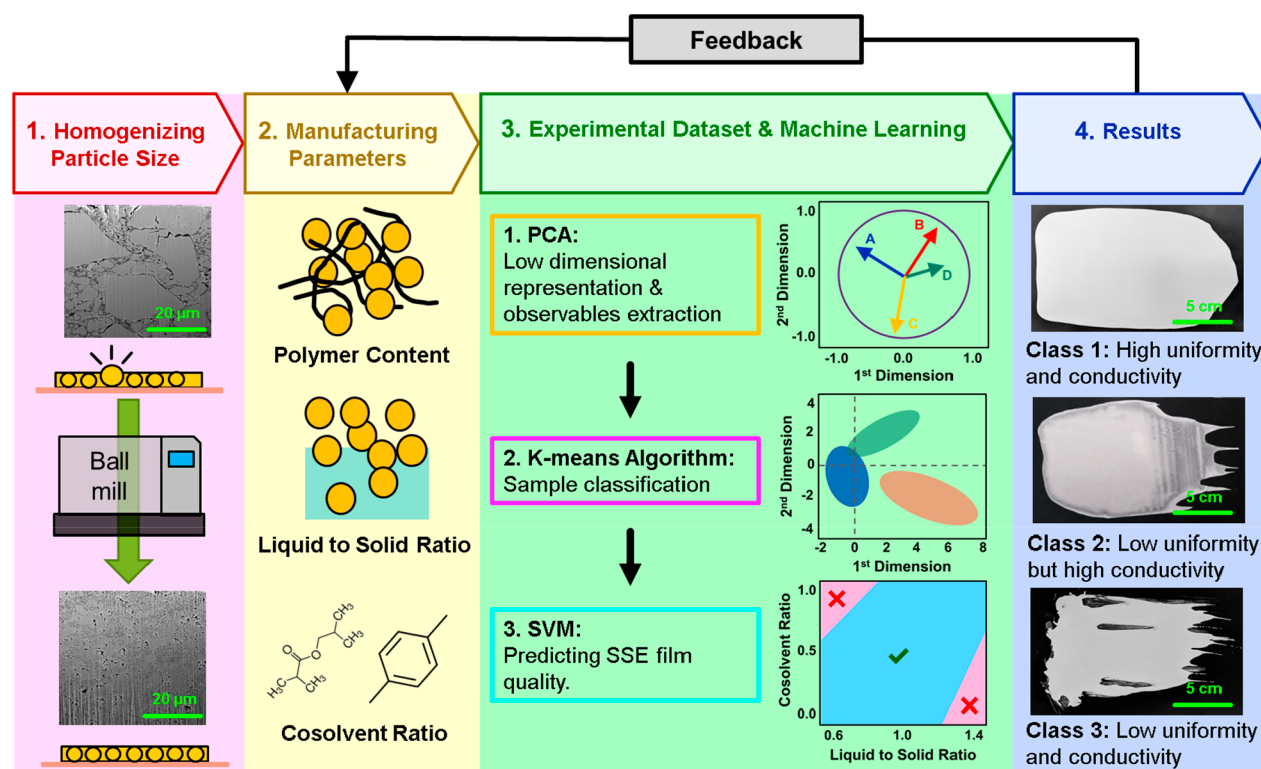 Feedback
1. Homogenizing
Particle Size
2. Manufacturing
Parameters
3. Experimental Dataset & Machine Learning
4. Results
20 µm
Ball
mill
20 µm
Polymer Content
Liquid to Solid Ratio
H₃C
CH₃
O
O
CH₃
CH₃
Cosolvent Ratio
1. PCA:
Low dimensional
representation &
observables extraction
2. K-means Algorithm:
Sample classification
3. SVM:
Predicting SSE film
quality.
2nd Dimension
1.0
0.0
-1.0
A
B
D
C
-1.0 0.0 1.0
1st Dimension
2nd Dimension
4
2
0
-2
-4
-2 0 2 4 6 8
1st Dimension
Cosolvent Ratio
1.0
0.5
0.0
0.6 1.0 1.4
Liquid to Solid Ratio
5 cm
Class 1: High uniformity
and conductivity
5 cm
Class 2: Low uniformity
but high conductivity
5 cm
Class 3: Low uniformity
and conductivity